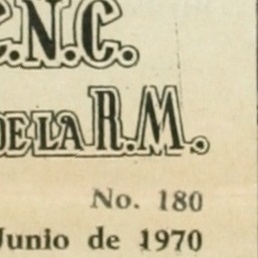 C.N.C.
DE LA R.M.
No. 180
Junio de 1970